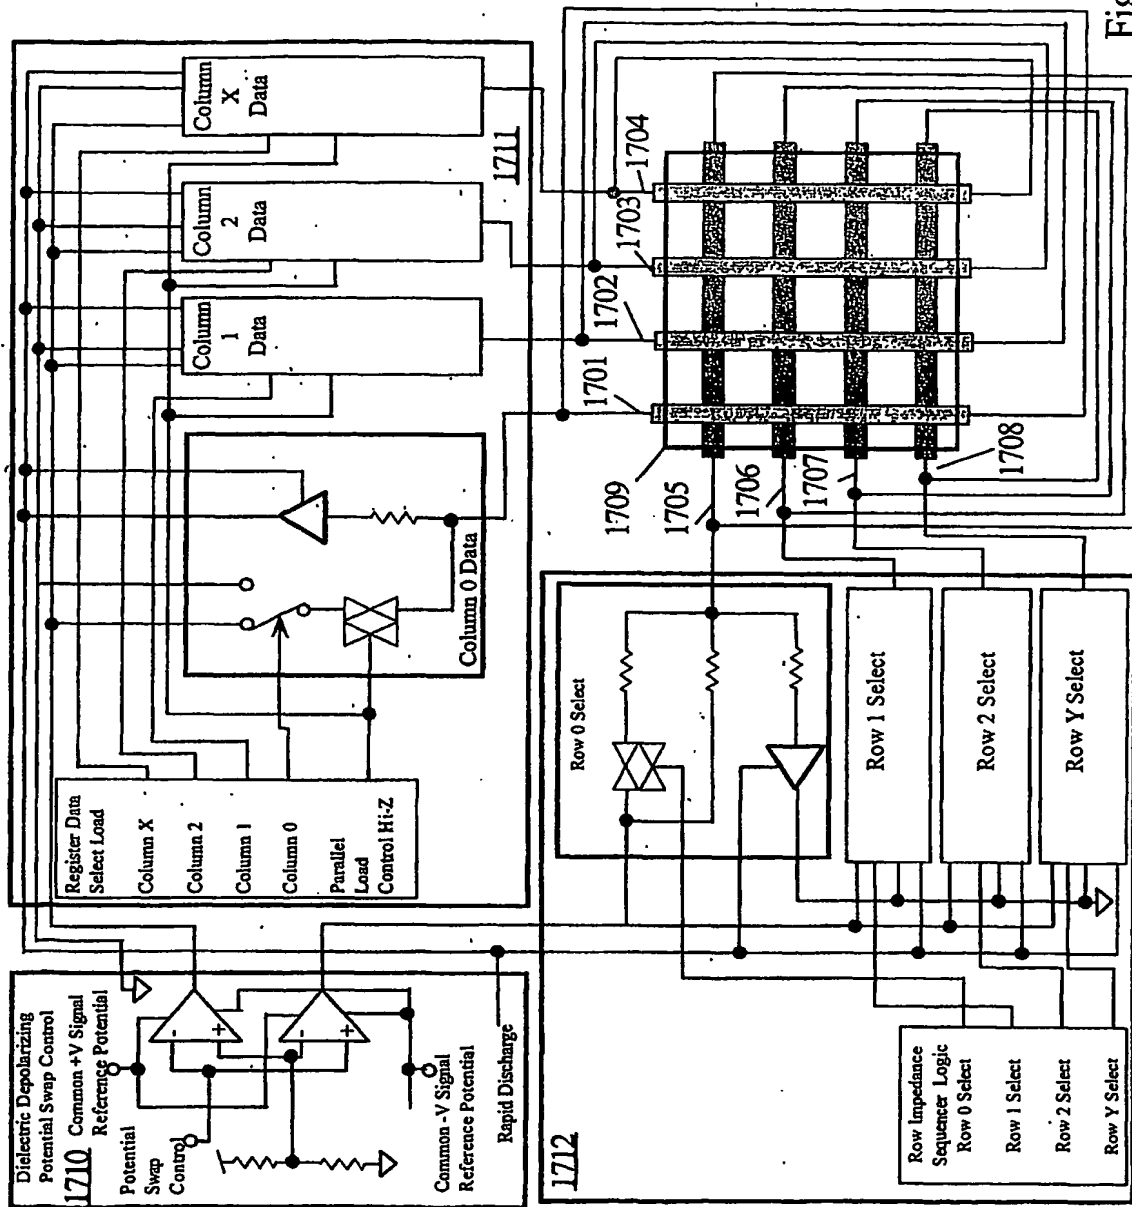 Fig
Dielectric Depolarizing
Potential Swap Control
1710
Common +V Signal
Reference Potential
Potential
Swap
Control
Common -V Signal
Reference Potential
Rapid Discharge
Register Data
Select Load
Column X
Column 2
Column 1
Column 0
Parallel
Load
Control Hi-Z
Column 0 Data
Column
1
Data
Column
2
Data
Column
X
Data
1711
1712
Row Impedance
Sequencer Logic
Row 0 Select
Row 1 Select
Row 2 Select
Row Y Select
Row 0 Select
Row 1 Select
Row 2 Select
Row Y Select
1701
1702
1703
1704
1709
1705
1706
1707
1708
-
+
-
+